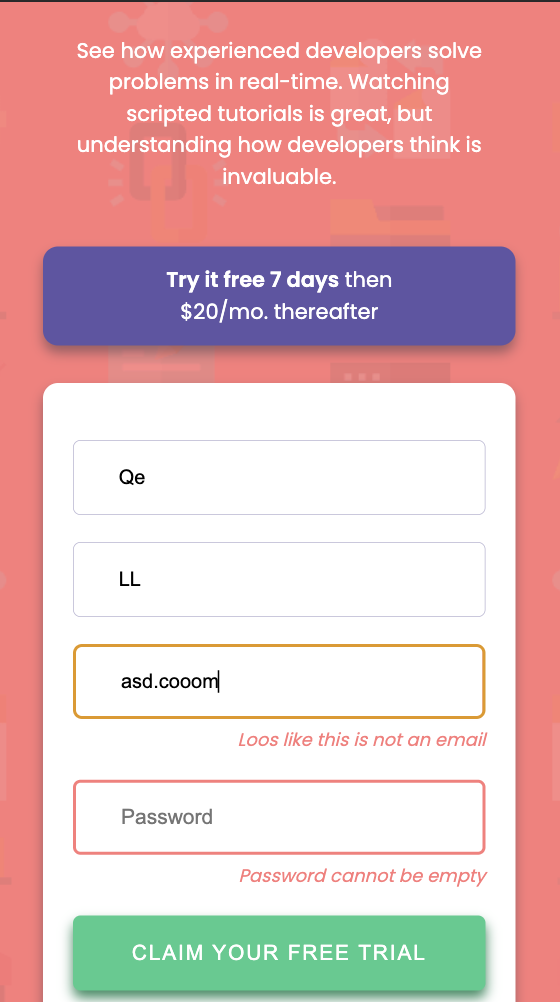 See how experienced developers solve
problems in real-time. Watching
scripted tutorials is great, but
understanding how developers think is
invaluable.
Try it free 7 days then
$20/mo. thereafter
Qe
LL
asd.cooom
Loos like this is not an email
Password
Password cannot be empty
CLAIM YOUR FREE TRIAL